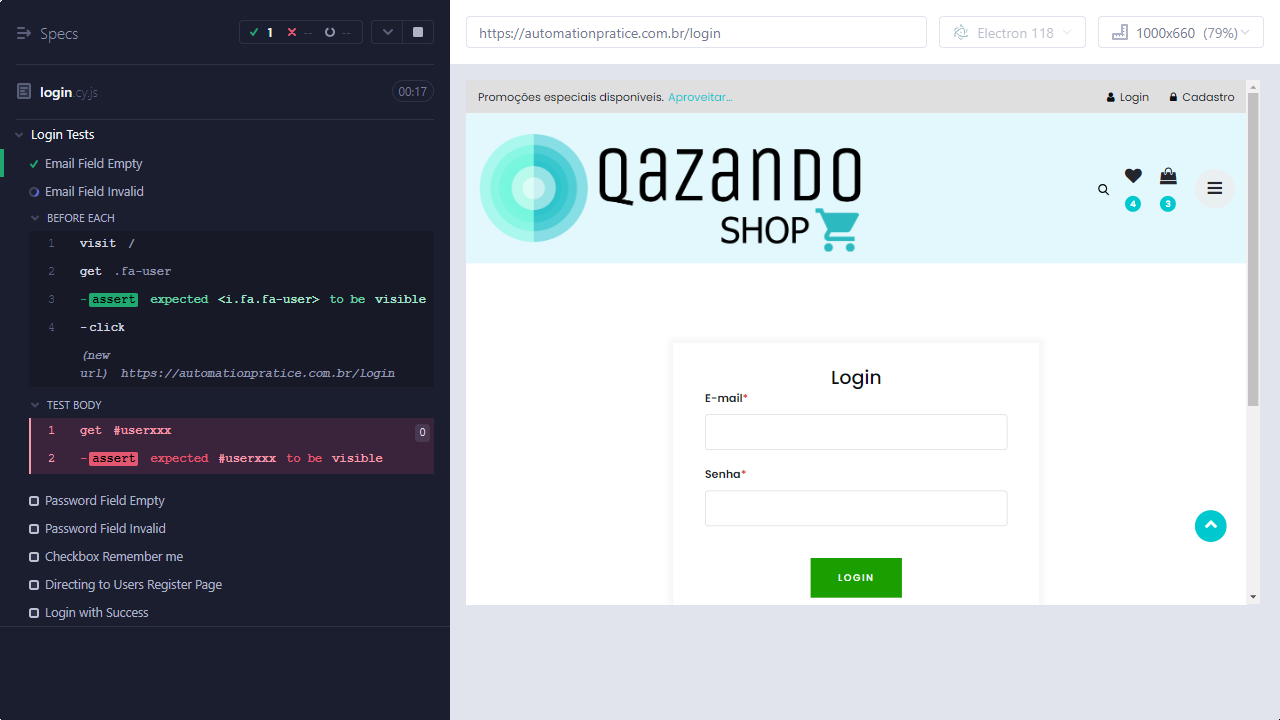 Specs
1
--
--
login.cy.js
00:17
Login Tests
Email Field Empty
Email Field Invalid
BEFORE EACH
1 visit /
2 get .fa-user
3 -assert expected <i.fa.fa-user> to be visible
4 -click
(new
url) https://automationpratice.com.br/login
TEST BODY
1 get #userxxx 0
2 -assert expected #userxxx to be visible
Password Field Empty
Password Field Invalid
Checkbox Remember me
Directing to Users Register Page
Login with Success
https://automationpratice.com.br/login
Electron 118
1000x660 (79%)
Promoções especiais disponíveis. Aproveitar...
Login
Cadastro
QAZANDO
SHOP
4
3
Login
E-mail*
Senha*
LOGIN